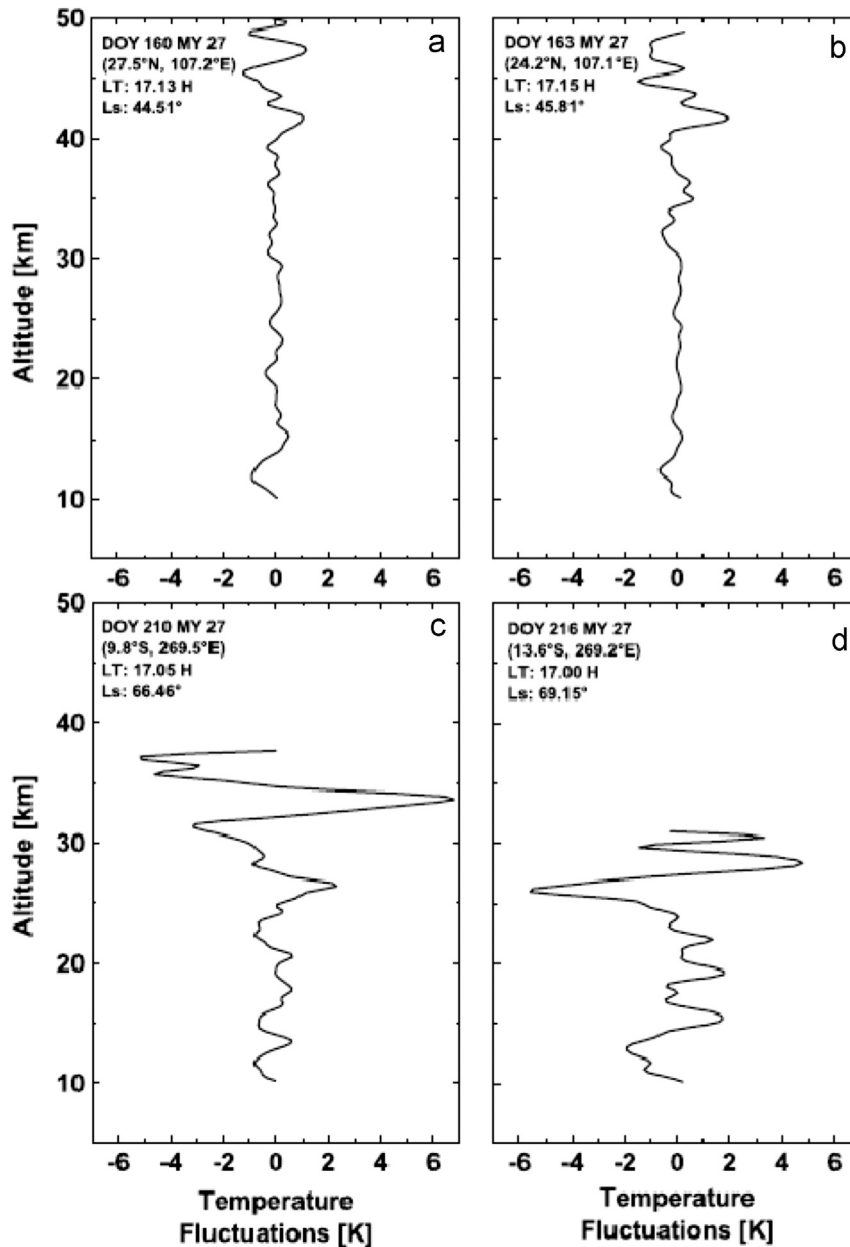 a
DOY 160 MY 27
(27.5°N, 107.2°E)
LT: 17.13 H
Ls: 44.51°
50
40
30
20
10
Altitude [km]
-6 -4 -2 0 2 4 6
b
DOY 163 MY 27
(24.2°N, 107.1°E)
LT: 17.15 H
Ls: 45.81°
-6 -4 -2 0 2 4 6
c
DOY 210 MY 27
(9.8°S, 269.5°E)
LT: 17.05 H
Ls: 66.46°
50
40
30
20
10
Altitude [km]
-6 -4 -2 0 2 4 6
Temperature
Fluctuations [K]
d
DOY 216 MY 27
(13.6°S, 269.2°E)
LT: 17.00 H
Ls: 69.15°
-6 -4 -2 0 2 4 6
Temperature
Fluctuations [K]